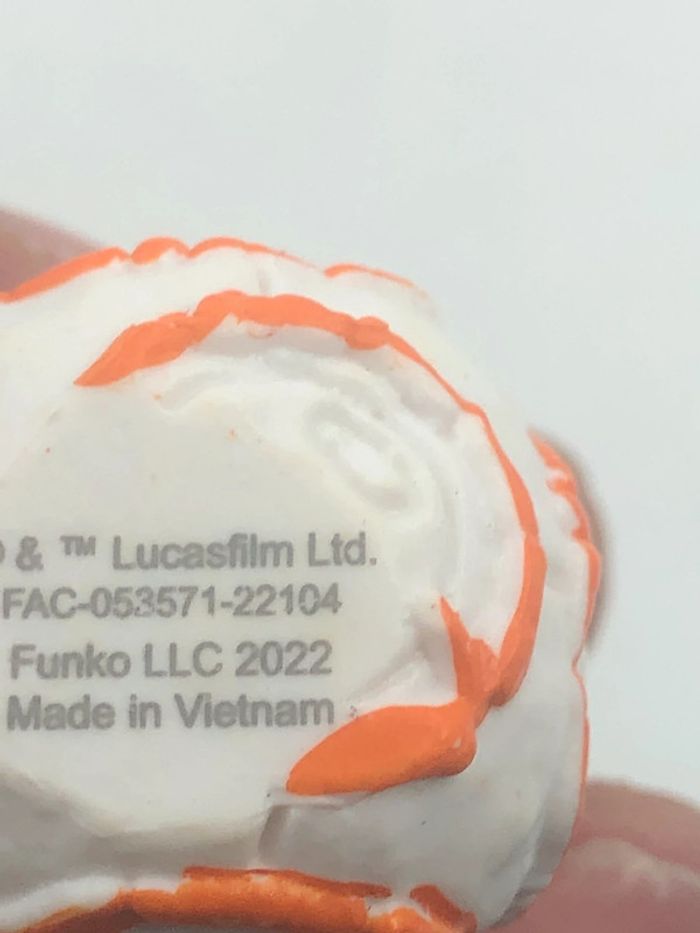 & ™ Lucasfilm Ltd.
FAC-053571-22104
Funko LLC 2022
Made in Vietnam